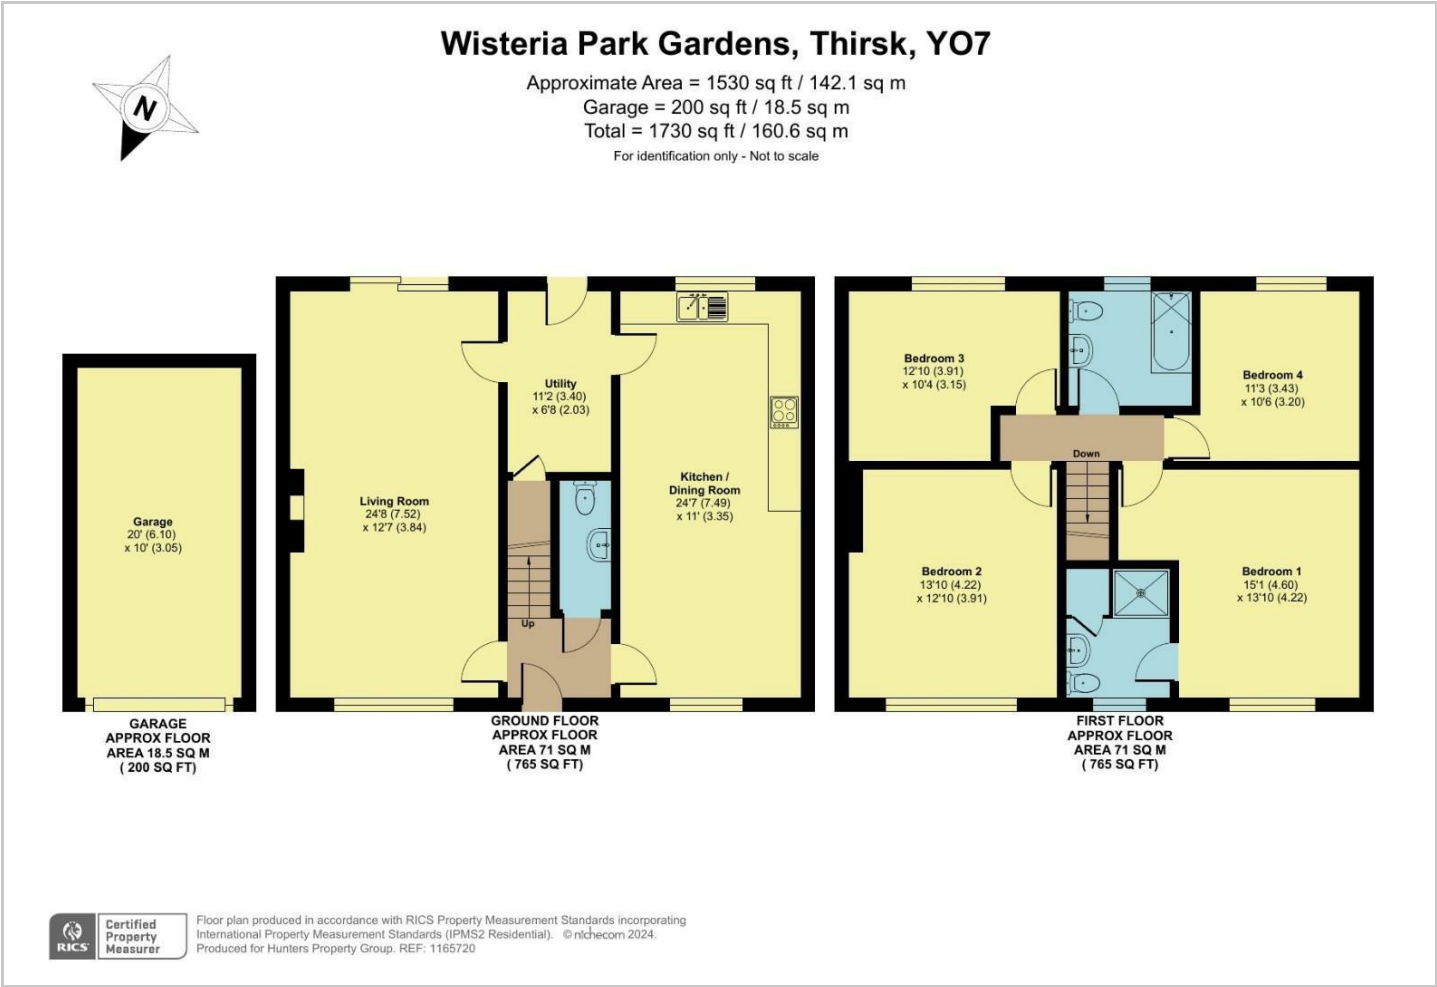 Wisteria Park Gardens, Thirsk, YO7
Approximate Area = 1530 sq ft / 142.1 sq m
Garage = 200 sq ft / 18.5 sq m
Total = 1730 sq ft / 160.6 sq m
For identification only - Not to scale
N
Garage
20' (6.10)
x 10' (3.05)
GARAGE
APPROX FLOOR
AREA 18.5 SQ M
( 200 SQ FT)
Living Room
24'8 (7.52)
x 12'7 (3.84)
Utility
11'2 (3.40)
x 6'8 (2.03)
Kitchen /
Dining Room
24'7 (7.49)
x 11' (3.35)
Up
GROUND FLOOR
APPROX FLOOR
AREA 71 SQ M
( 765 SQ FT)
Bedroom 3
12'10 (3.91)
x 10'4 (3.15)
Bedroom 4
11'3 (3.43)
x 10'6 (3.20)
Down
Bedroom 2
13'10 (4.22)
x 12'10 (3.91)
Bedroom 1
15'1 (4.60)
x 13'10 (4.22)
FIRST FLOOR
APPROX FLOOR
AREA 71 SQ M
( 765 SQ FT)
RICS
Certified
Property
Measurer
Floor plan produced in accordance with RICS Property Measurement Standards incorporating
International Property Measurement Standards (IPMS2 Residential). © nichecom 2024.
Produced for Hunters Property Group. REF: 1165720